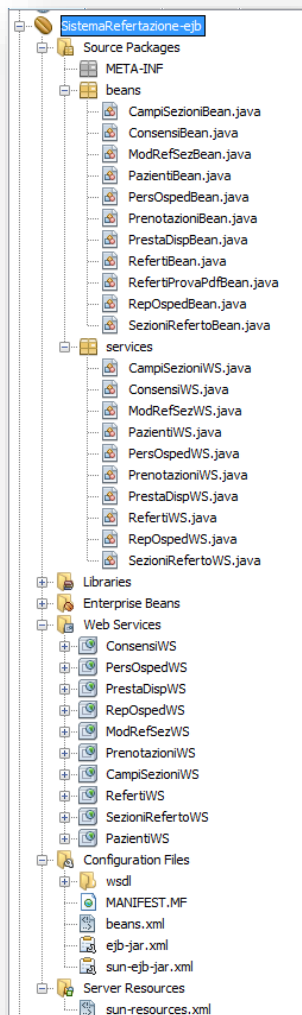 SistemaRefertazione-ejb
Source Packages
META-INF
beans
CampiSezioniBean.java
ConsensiBean.java
ModRefSezBean.java
PazientiBean.java
PersOspedBean.java
PrenotazioniBean.java
PrestaDispBean.java
RefertiBean.java
RefertiProvaPdfBean.java
RepOspedBean.java
SezioniRefertoBean.java
services
CampiSezioniWS.java
ConsensiWS.java
ModRefSezWS.java
PazientiWS.java
PersOspedWS.java
PrenotazioniWS.java
PrestaDispWS.java
RefertiWS.java
RepOspedWS.java
SezioniRefertoWS.java
Libraries
Enterprise Beans
Web Services
ConsensiWS
PersOspedWS
PrestaDispWS
RepOspedWS
ModRefSezWS
PrenotazioniWS
CampiSezioniWS
RefertiWS
SezioniRefertoWS
PazientiWS
Configuration Files
wsdl
MANIFEST.MF
beans.xml
ejb-jar.xml
sun-ejb-jar.xml
Server Resources
sun-resources.xml